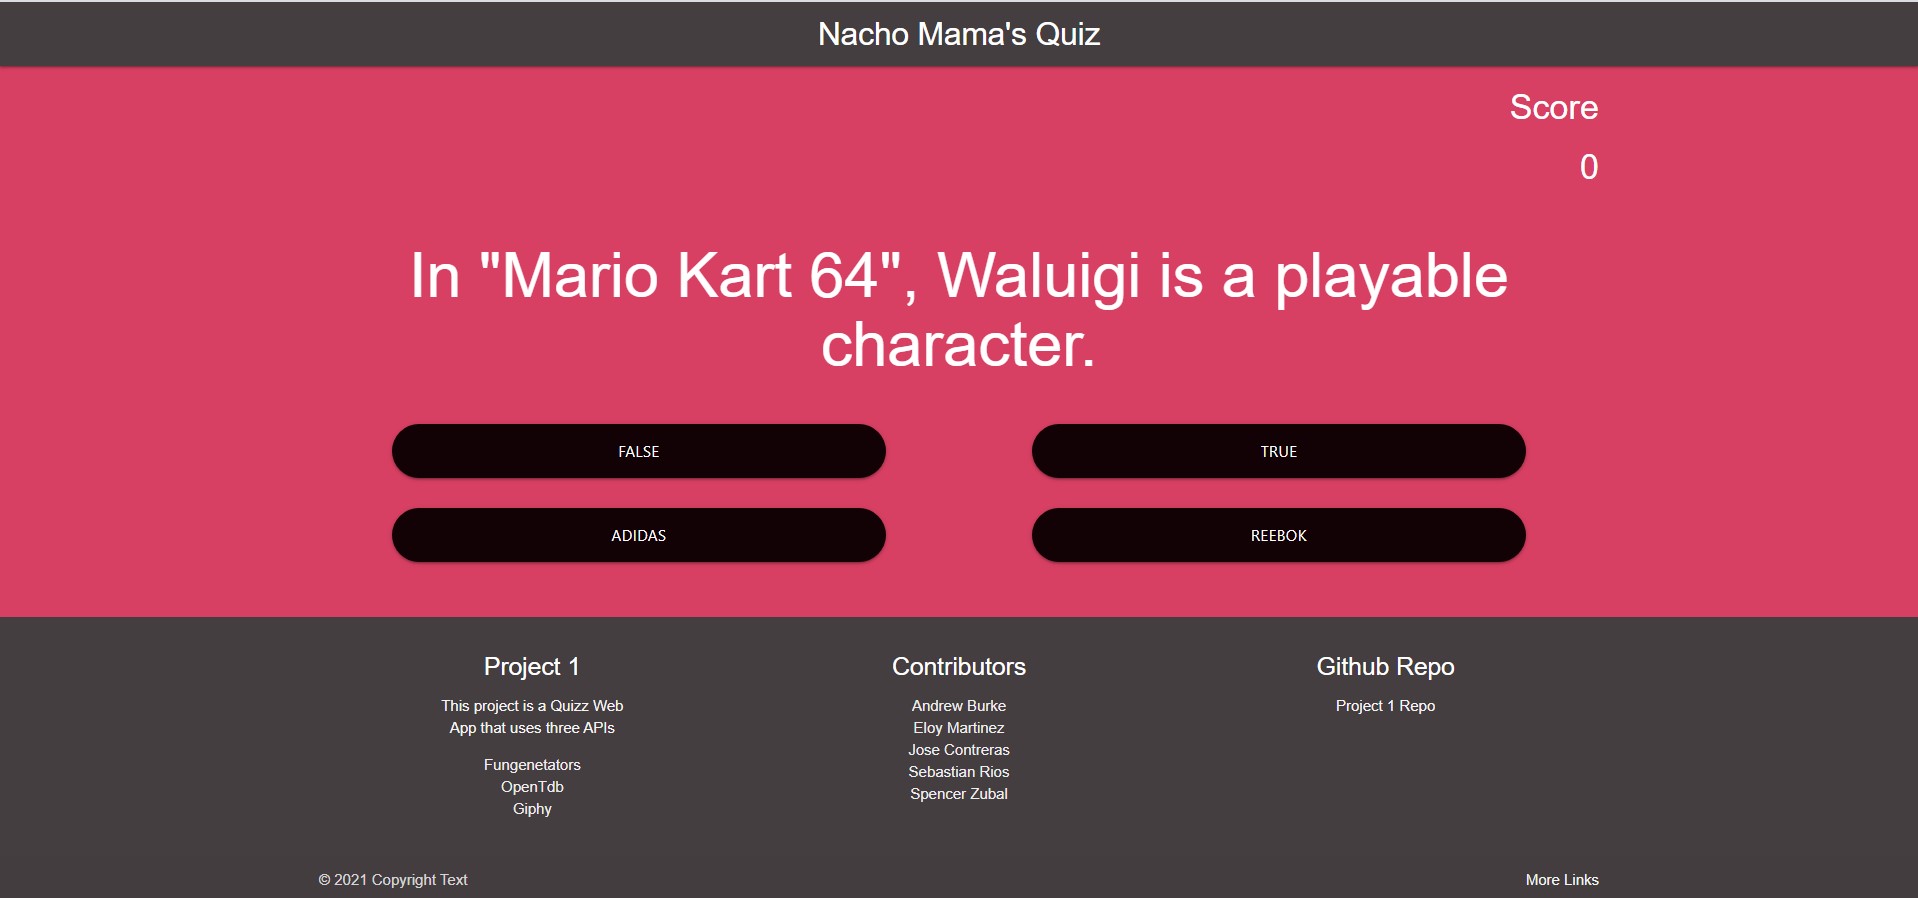 Nacho Mama's Quiz
Score
0
In "Mario Kart 64", Waluigi is a playable
character.
FALSE
TRUE
ADIDAS
REEBOK
Project 1
This project is a Quizz Web
App that uses three APIs
Fungenetators
OpenTdb
Giphy
Contributors
Andrew Burke
Eloy Martinez
Jose Contreras
Sebastian Rios
Spencer Zubal
Github Repo
Project 1 Repo
© 2021 Copyright Text
More Links